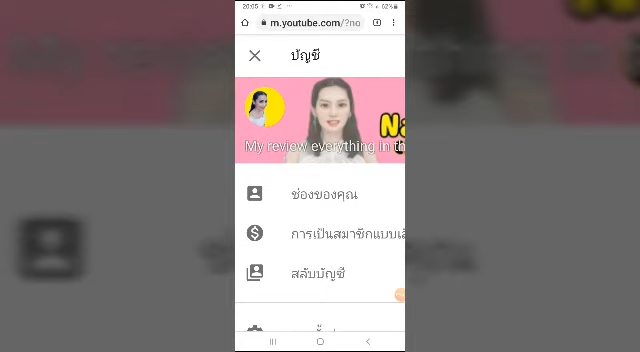 20:05
62%
m.youtube.com/?no
บัญชี
Na
My review everything in th
ช่องของคุณ
การเป็นสมาชิกแบบเสี
สลับบัญชี